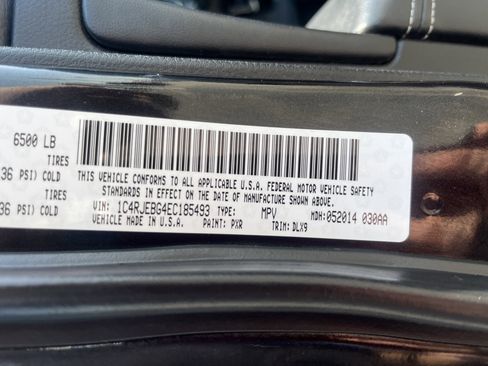 6500 LB
TIRES
36 PSI) COLD
TIRES
36 PSI) COLD
THIS VEHICLE CONFORMS TO ALL APPLICABLE U.S.A. FEDERAL MOTOR VEHICLE SAFETY
STANDARDS IN EFFECT ON THE DATE OF MANUFACTURE SHOWN ABOVE.
VIN: 1C4RJEBG4EC185493 TYPE: MPV MDH:052014 030AA
VEHICLE MADE IN U.S.A. PAINT: PXR TRIM: DLX9